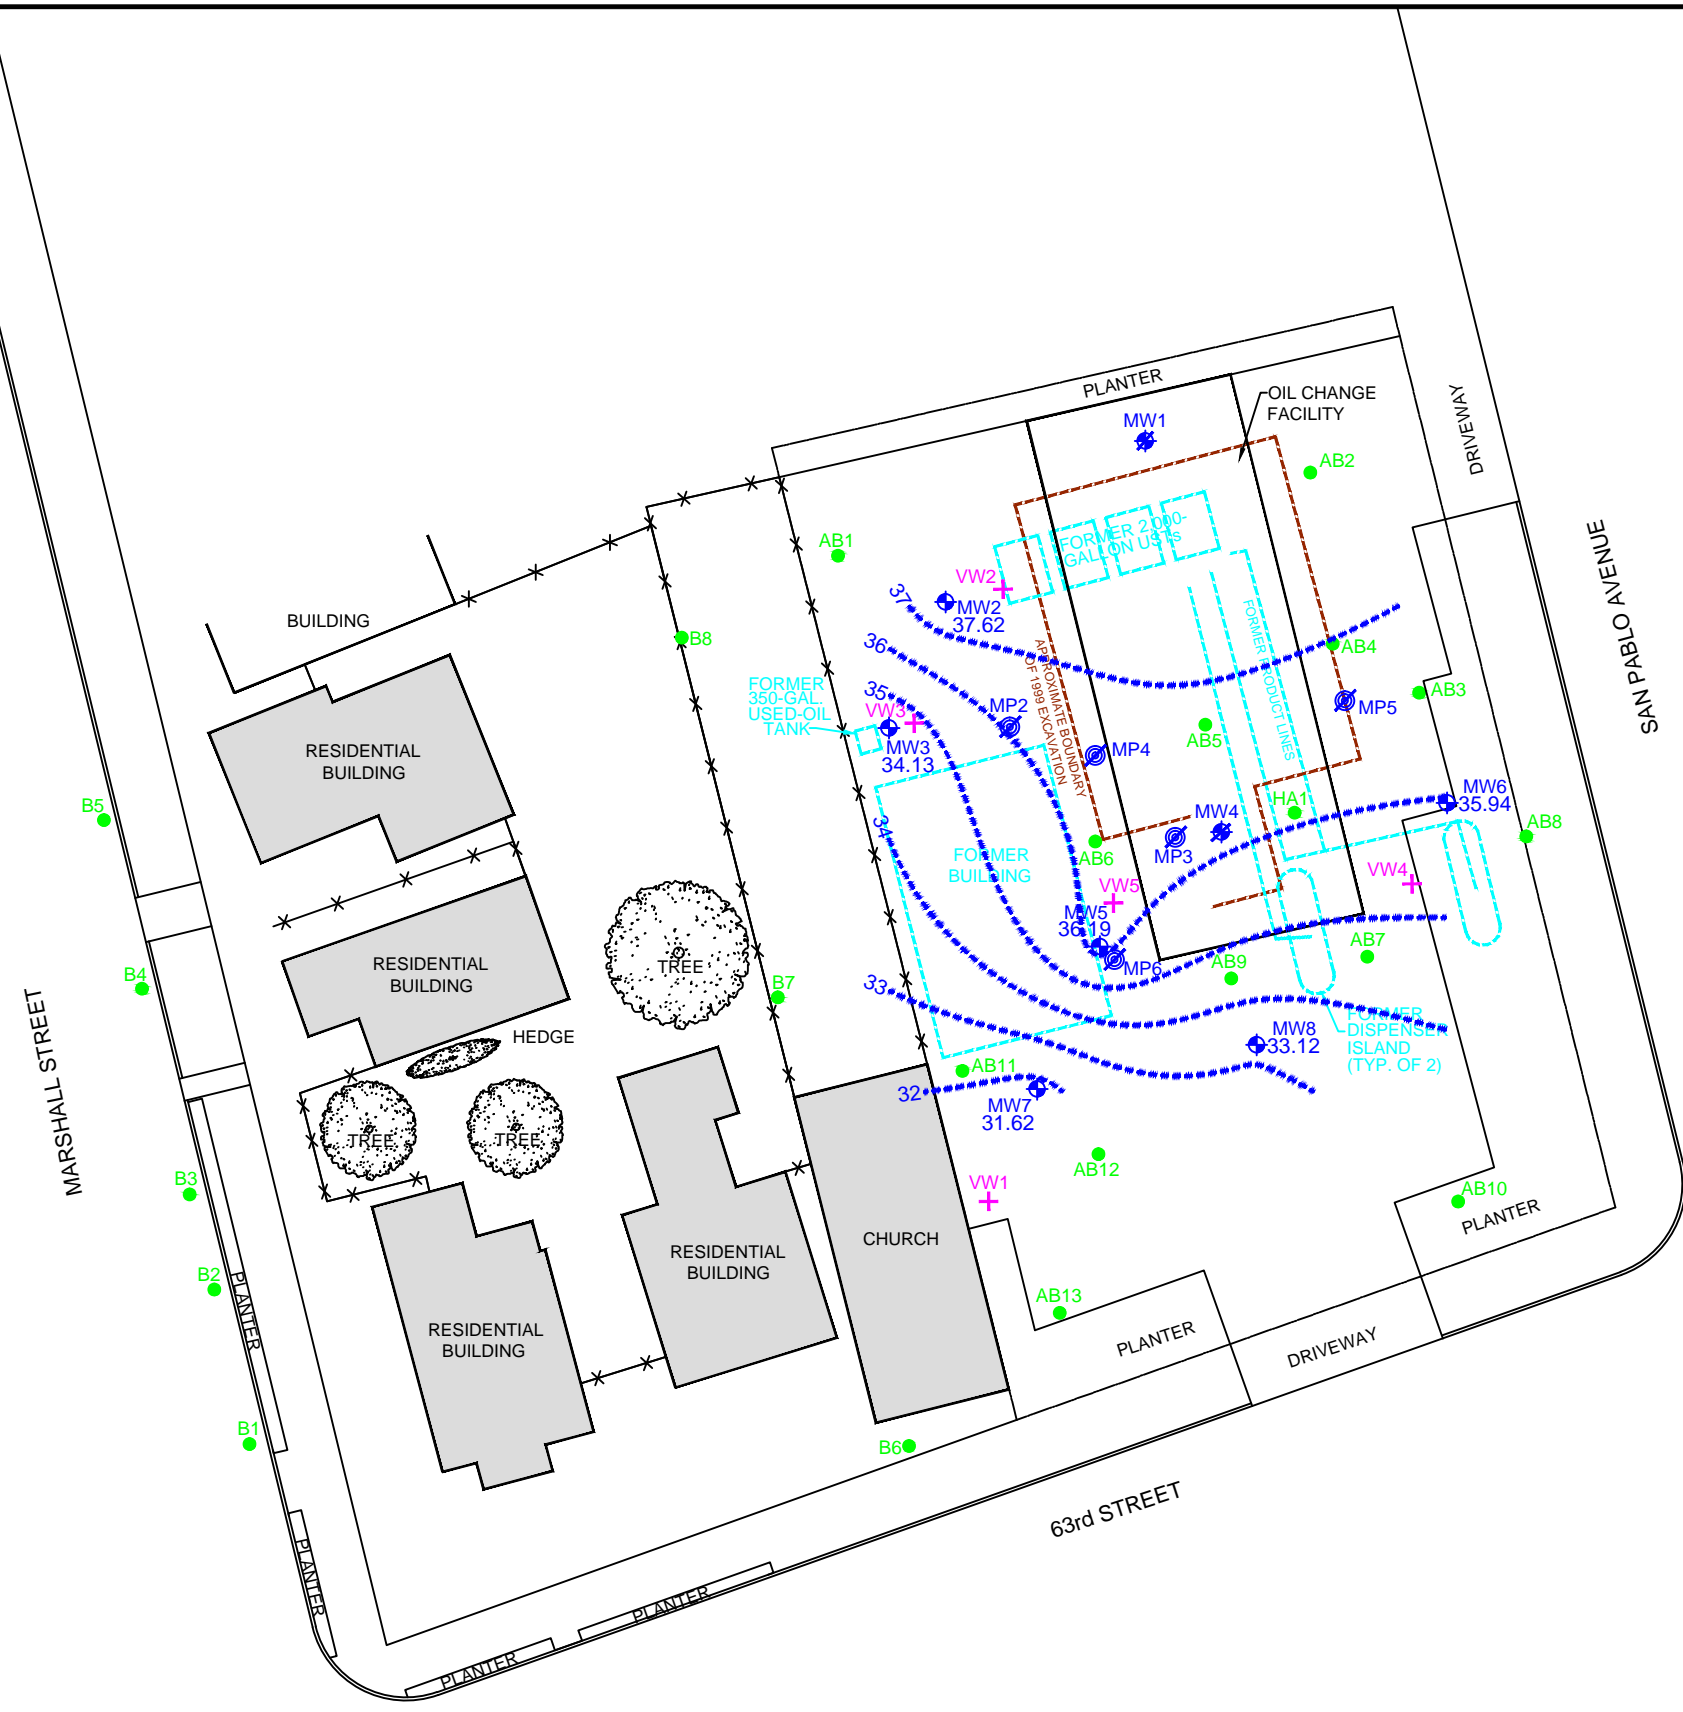 PLANTER
OIL CHANGE
FACILITY
MW1
DRIVEWAY
AB2
FORMER 2,000-
GALLON USTs
AB1
VW2
37
MW2
37.62
SAN PABLO AVENUE
BUILDING
B8
36
AB4
FORMER PRODUCT LINES
APPROXIMATE BOUNDARY
OF 1999 EXCAVATION
FORMER
350-GAL.
USED-OIL
TANK
35
VW3
MP2
AB3
MP5
MW3
34.13
MP4
AB5
RESIDENTIAL
BUILDING
B5
34
HA1
MW4
MW6
35.94
AB8
FORMER
BUILDING
AB6
MP3
VW4
VW5
MW5
36.19
MP6
AB9
AB7
RESIDENTIAL
BUILDING
TREE
B4
B7
33
HEDGE
FORMER
DISPENSER
ISLAND
(TYP. OF 2)
MW8
33.12
AB11
32
MW7
31.62
MARSHALL STREET
TREE
TREE
AB12
B3
VW1
AB10
PLANTER
CHURCH
RESIDENTIAL
BUILDING
B2
PLANTER
AB13
PLANTER
DRIVEWAY
RESIDENTIAL
BUILDING
B1
B6
63rd STREET
PLANTER
PLANTER
PLANTER